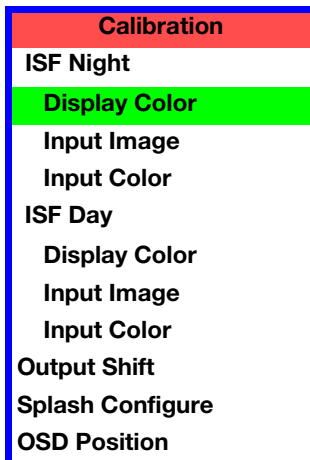 Calibration
ISF Night
Display Color
Input Image
Input Color
ISF Day
Display Color
Input Image
Input Color
Output Shift
Splash Configure
OSD Position